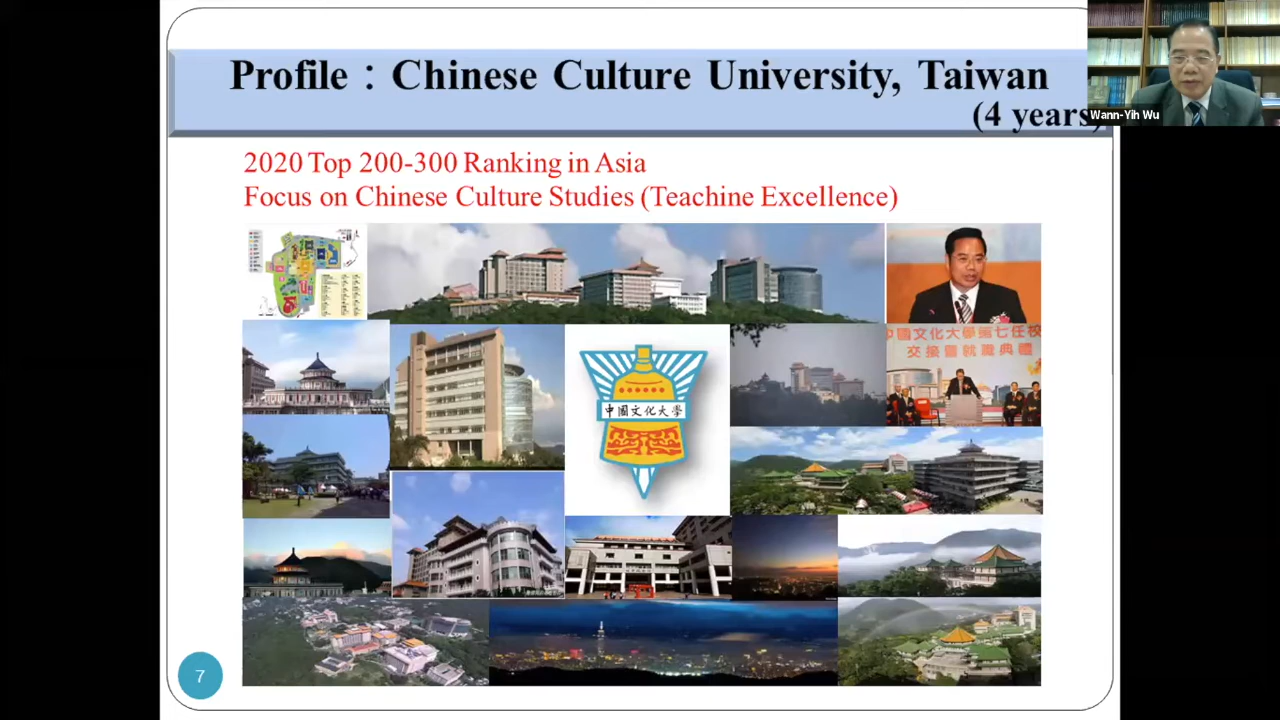 Profile：Chinese Culture University, Taiwan
(4 years)
Wann-Yih Wu
2020 Top 200-300 Ranking in Asia
Focus on Chinese Culture Studies (Teachine Excellence)
中國文化大學第七任校
交接暨就職典禮
中國文化大學
7